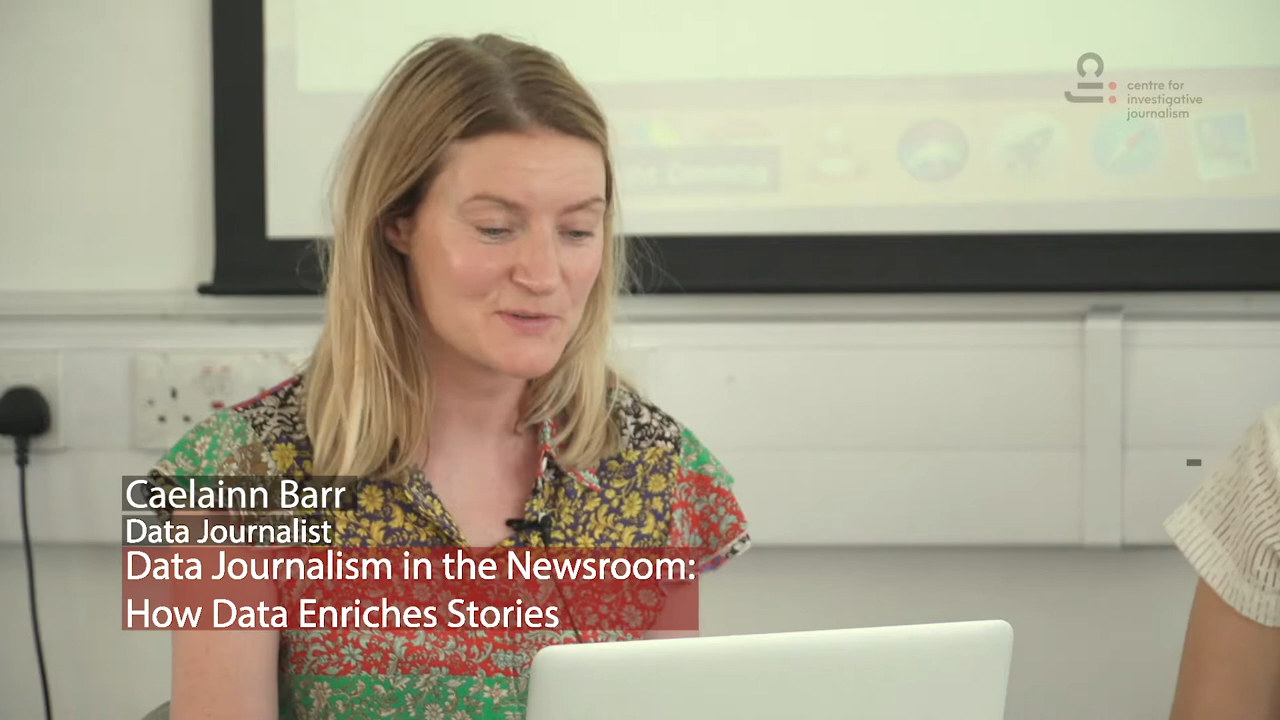 centre for
investigative
journalism
Caelainn Barr
Data Journalist
Data Journalism in the Newsroom:
How Data Enriches Stories